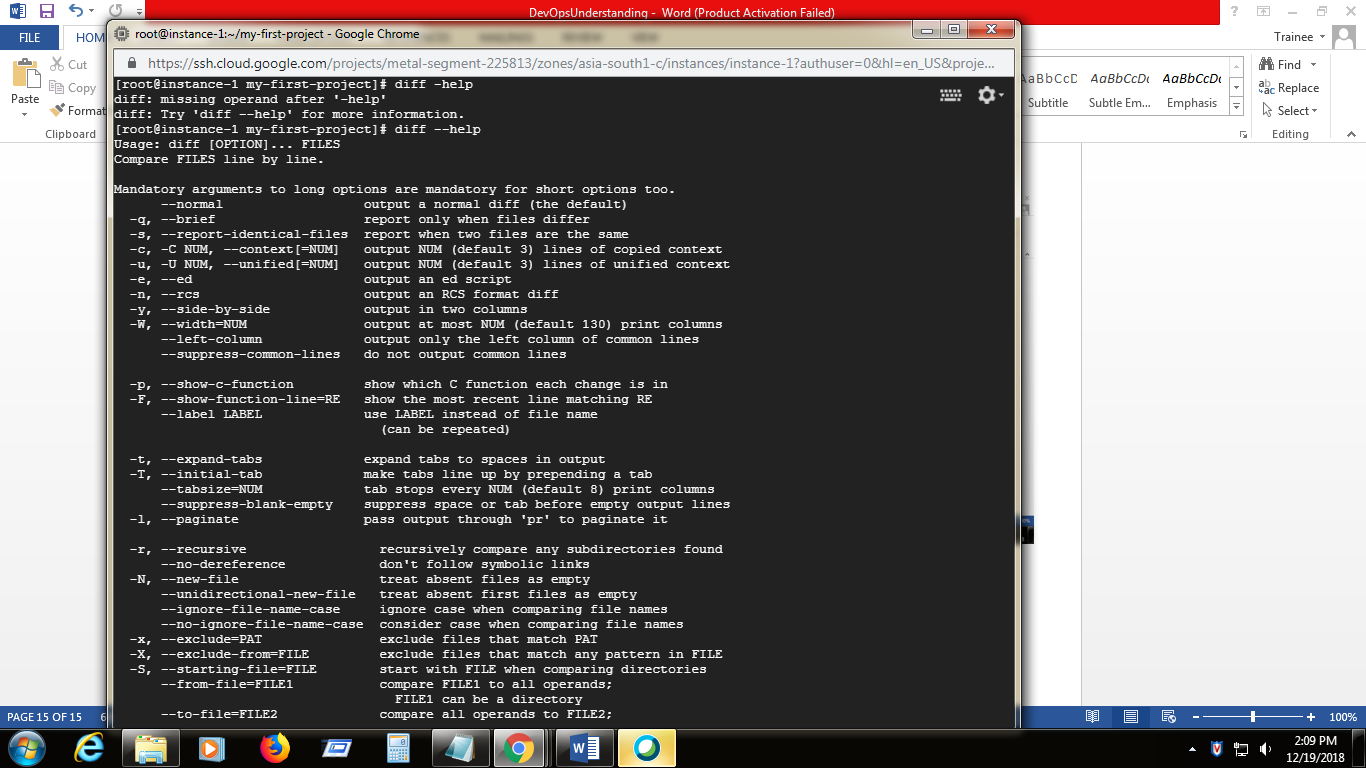 DevOpsUnderstanding - Word (Product Activation Failed)
FILE
HOM
Trainee
root@instance-1:~/my-first-project - Google Chrome
https://ssh.cloud.google.com/projects/metal-segment-225813/zones/asia-south1-c/instances/instance-1?authuser=0&hl=en_US&proje...
Paste
Cut
Copy
Format
Clipboard
AaBbCcD AaBbCcDc AaBbCcDc
Subtitle Subtle Em... Emphasis
Find
Replace
Select
Editing
[root@instance-1 my-first-project]# diff -help
diff: missing operand after '-help'
diff: Try 'diff --help' for more information.
[root@instance-1 my-first-project]# diff --help
Usage: diff [OPTION]... FILES
Compare FILES line by line.
Mandatory arguments to long options are mandatory for short options too.
--normal output a normal diff (the default)
-q, --brief report only when files differ
-s, --report-identical-files report when two files are the same
-c, -C NUM, --context[=NUM] output NUM (default 3) lines of copied context
-u, -U NUM, --unified[=NUM] output NUM (default 3) lines of unified context
-e, --ed output an ed script
-n, --rcs output an RCS format diff
-y, --side-by-side output in two columns
-W, --width=NUM output at most NUM (default 130) print columns
--left-column output only the left column of common lines
--suppress-common-lines do not output common lines
-p, --show-c-function show which C function each change is in
-F, --show-function-line=RE show the most recent line matching RE
--label LABEL use LABEL instead of file name
(can be repeated)
-t, --expand-tabs expand tabs to spaces in output
-T, --initial-tab make tabs line up by prepending a tab
--tabsize=NUM tab stops every NUM (default 8) print columns
--suppress-blank-empty suppress space or tab before empty output lines
-l, --paginate pass output through 'pr' to paginate it
-r, --recursive recursively compare any subdirectories found
--no-dereference don't follow symbolic links
-N, --new-file treat absent files as empty
--unidirectional-new-file treat absent first files as empty
--ignore-file-name-case ignore case when comparing file names
--no-ignore-file-name-case consider case when comparing file names
-x, --exclude=PAT exclude files that match PAT
-X, --exclude-from=FILE exclude files that match any pattern in FILE
-S, --starting-file=FILE start with FILE when comparing directories
--from-file=FILE1 compare FILE1 to all operands;
FILE1 can be a directory
--to-file=FILE2 compare all operands to FILE2;
PAGE 15 OF 15 6
100%
2:09 PM
12/19/2018